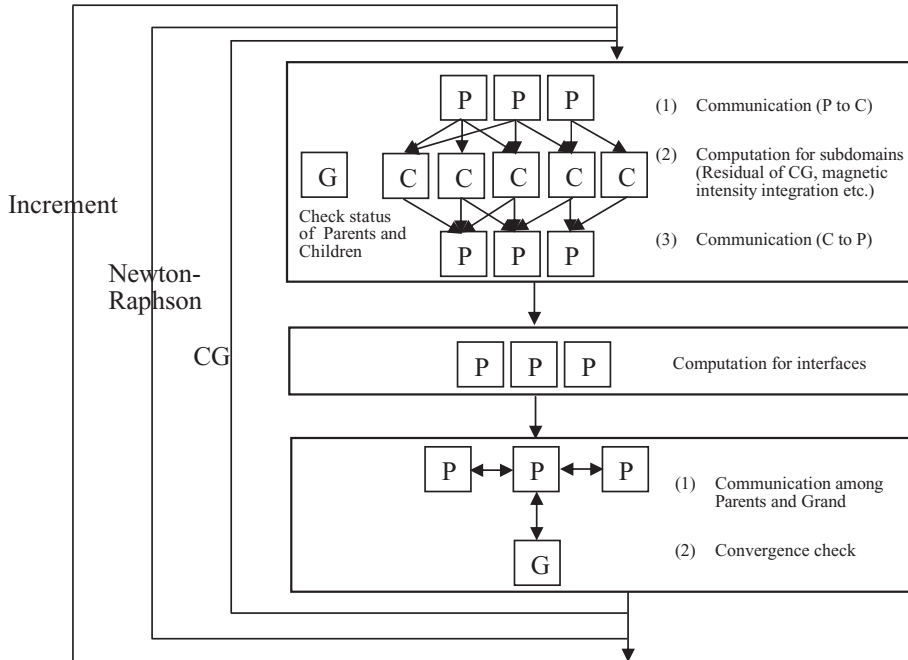 P P P
(1) Communication (P to C)
G C C C C C
(2) Computation for subdomains
(Residual of CG, magnetic
intensity integration etc.)
Increment
Check status
of Parents and
Children
(3) Communication (C to P)
P P P
Newton-
Raphson
CG
P P P
Computation for interfaces
P P P
(1) Communication among
Parents and Grand
G
(2) Convergence check